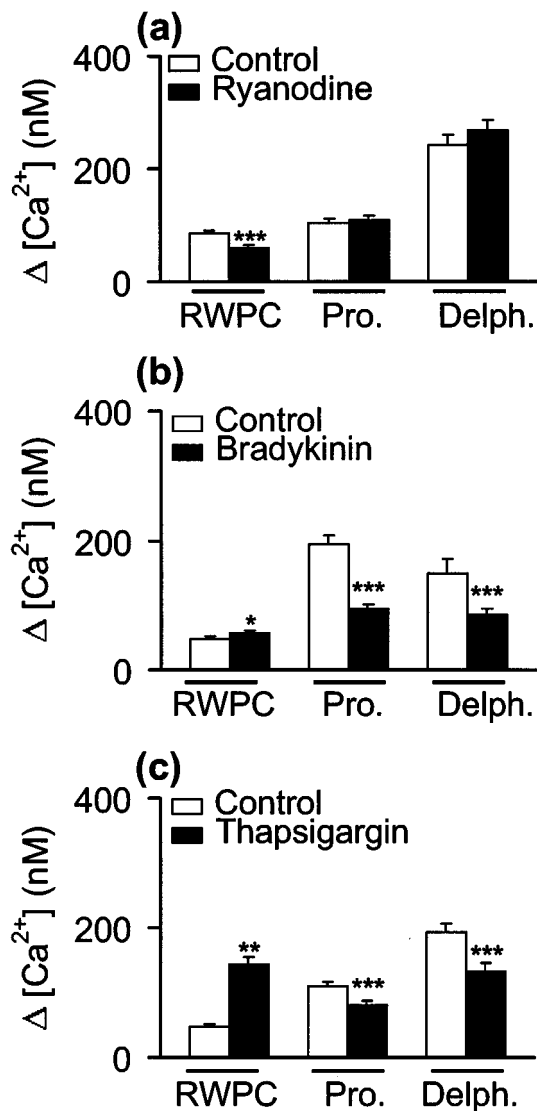 (a)
Control
Ryanodine
400
200
0
Δ [Ca²⁺] (nM)
***
RWPC Pro. Delph.
(b)
Control
Bradykinin
400
200
0
Δ [Ca²⁺] (nM)
* *** ***
RWPC Pro. Delph.
(c)
Control
Thapsigargin
400
200
0
Δ [Ca²⁺] (nM)
** *** ***
RWPC Pro. Delph.